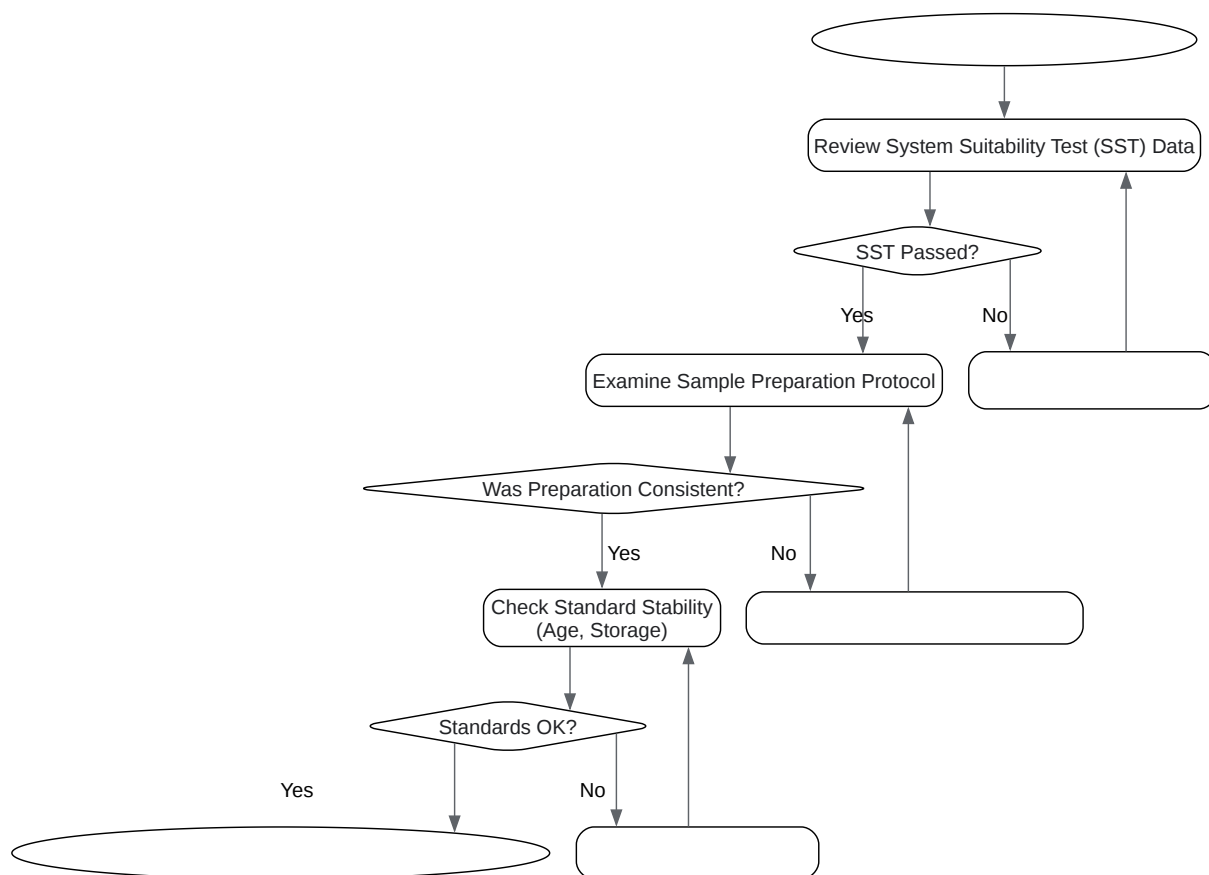 Review System Suitability Test (SST) Data
SST Passed?
Yes
No
Examine Sample Preparation Protocol
Was Preparation Consistent?
Yes
No
Check Standard Stability
(Age, Storage)
Standards OK?
Yes
No